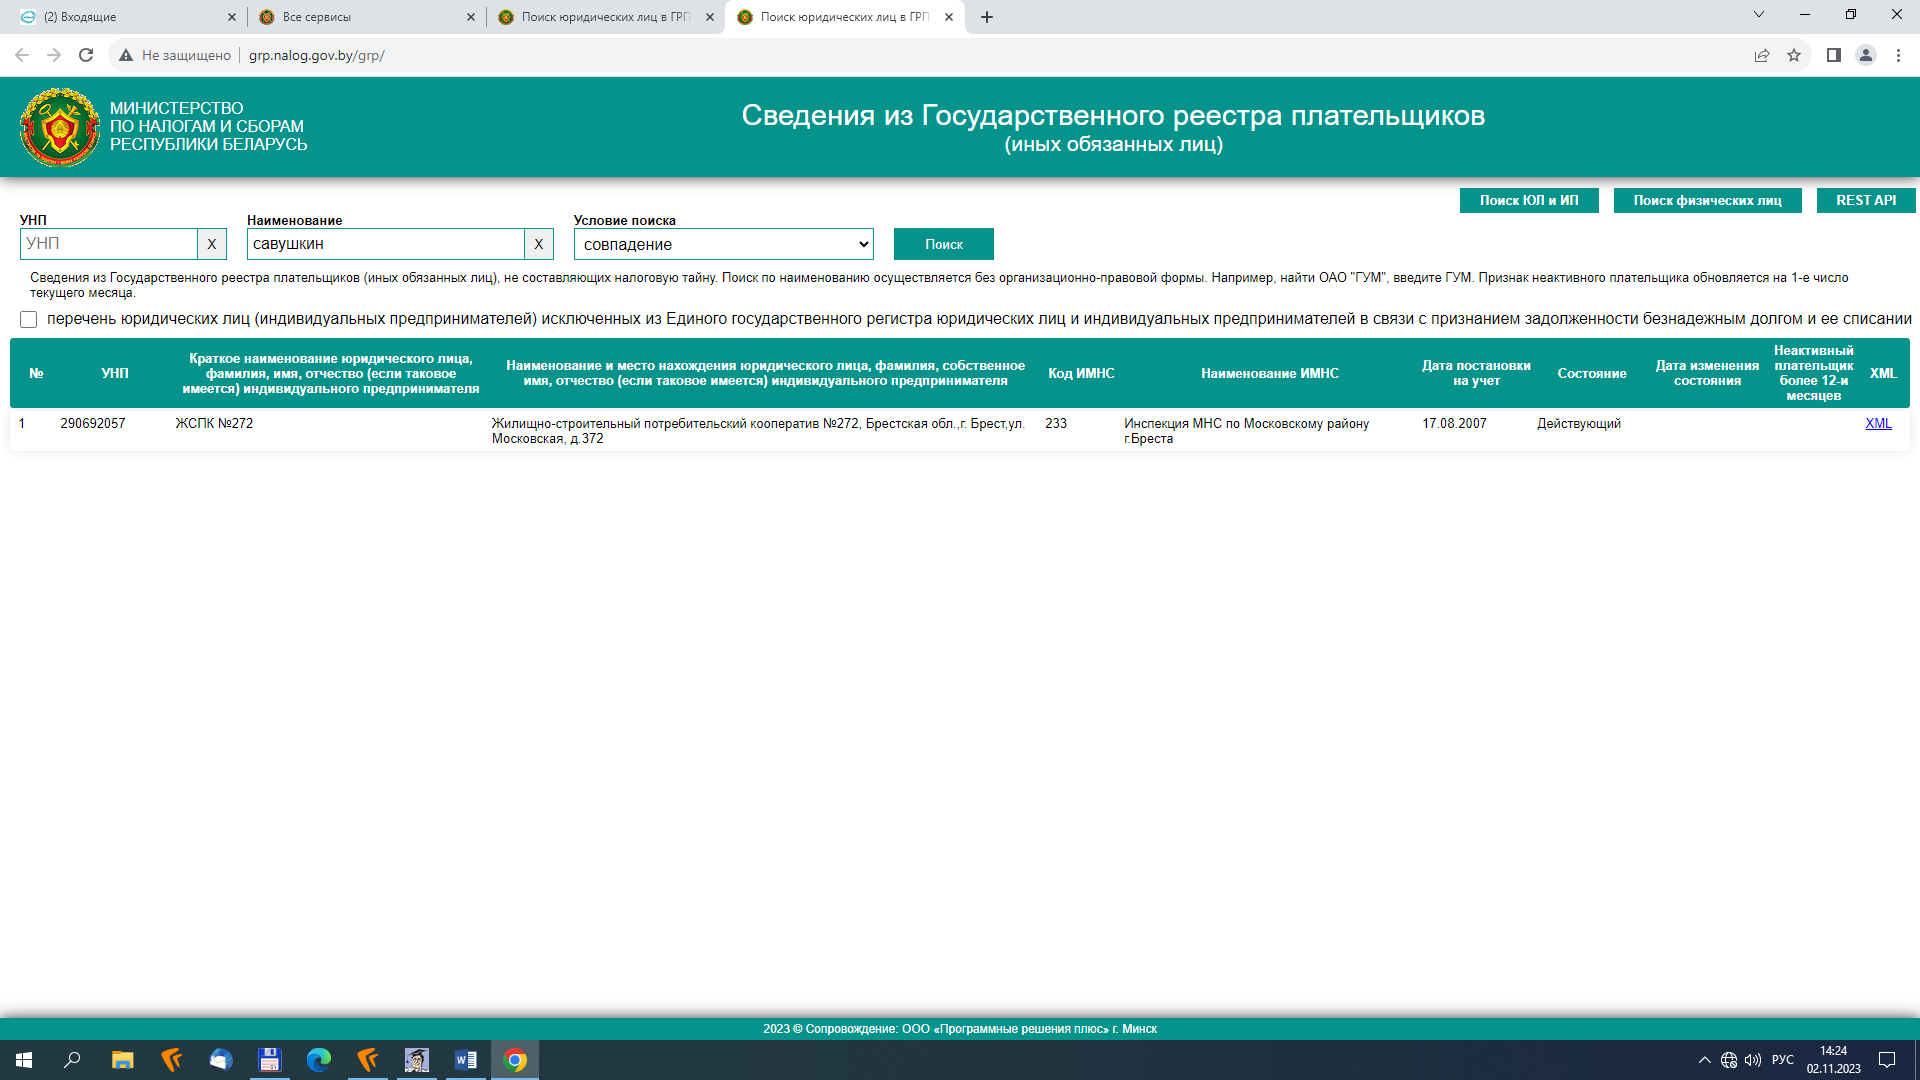 (2) Входящие
Все сервисы
Поиск юридических лиц в ГРП
Поиск юридических лиц в ГРП
Не защищено
grp.nalog.gov.by/grp/
МИНИСТЕРСТВО
ПО НАЛОГАМ И СБОРАМ
РЕСПУБЛИКИ БЕЛАРУСЬ
Сведения из Государственного реестра плательщиков
(иных обязанных лиц)
Поиск ЮЛ и ИП
Поиск физических лиц
REST API
УНП
Наименование
Условие поиска
УНП
X
савушкин
X
совпадение
Поиск
Сведения из Государственного реестра плательщиков (иных обязанных лиц), не составляющих налоговую тайну. Поиск по наименованию осуществляется без организационно-правовой формы. Например, найти ОАО "ГУМ", введите ГУМ. Признак неактивного плательщика обновляется на 1-е число
текущего месяца.
перечень юридических лиц (индивидуальных предпринимателей) исключенных из Единого государственного регистра юридических лиц и индивидуальных предпринимателей в связи с признанием задолженности безнадежным долгом и ее списании
№
УНП
Краткое наименование юридического лица,
фамилия, имя, отчество (если таковое
имеется) индивидуального предпринимателя
Наименование и место нахождения юридического лица, фамилия, собственное
имя, отчество (если таковое имеется) индивидуального предпринимателя
Код ИМНС
Наименование ИМНС
Дата постановки
на учет
Состояние
Дата изменения
состояния
Неактивный
плательщик
более 12-и
месяцев
XML
1
290692057
ЖСПК №272
Жилищно-строительный потребительский кооператив №272, Брестская обл.,г. Брест,ул.
Московская, д.372
233
Инспекция МНС по Московскому району
г.Бреста
17.08.2007
Действующий
XML
2023 © Сопровождение: ООО «Программные решения плюс» г. Минск
РУС
14:24
02.11.2023